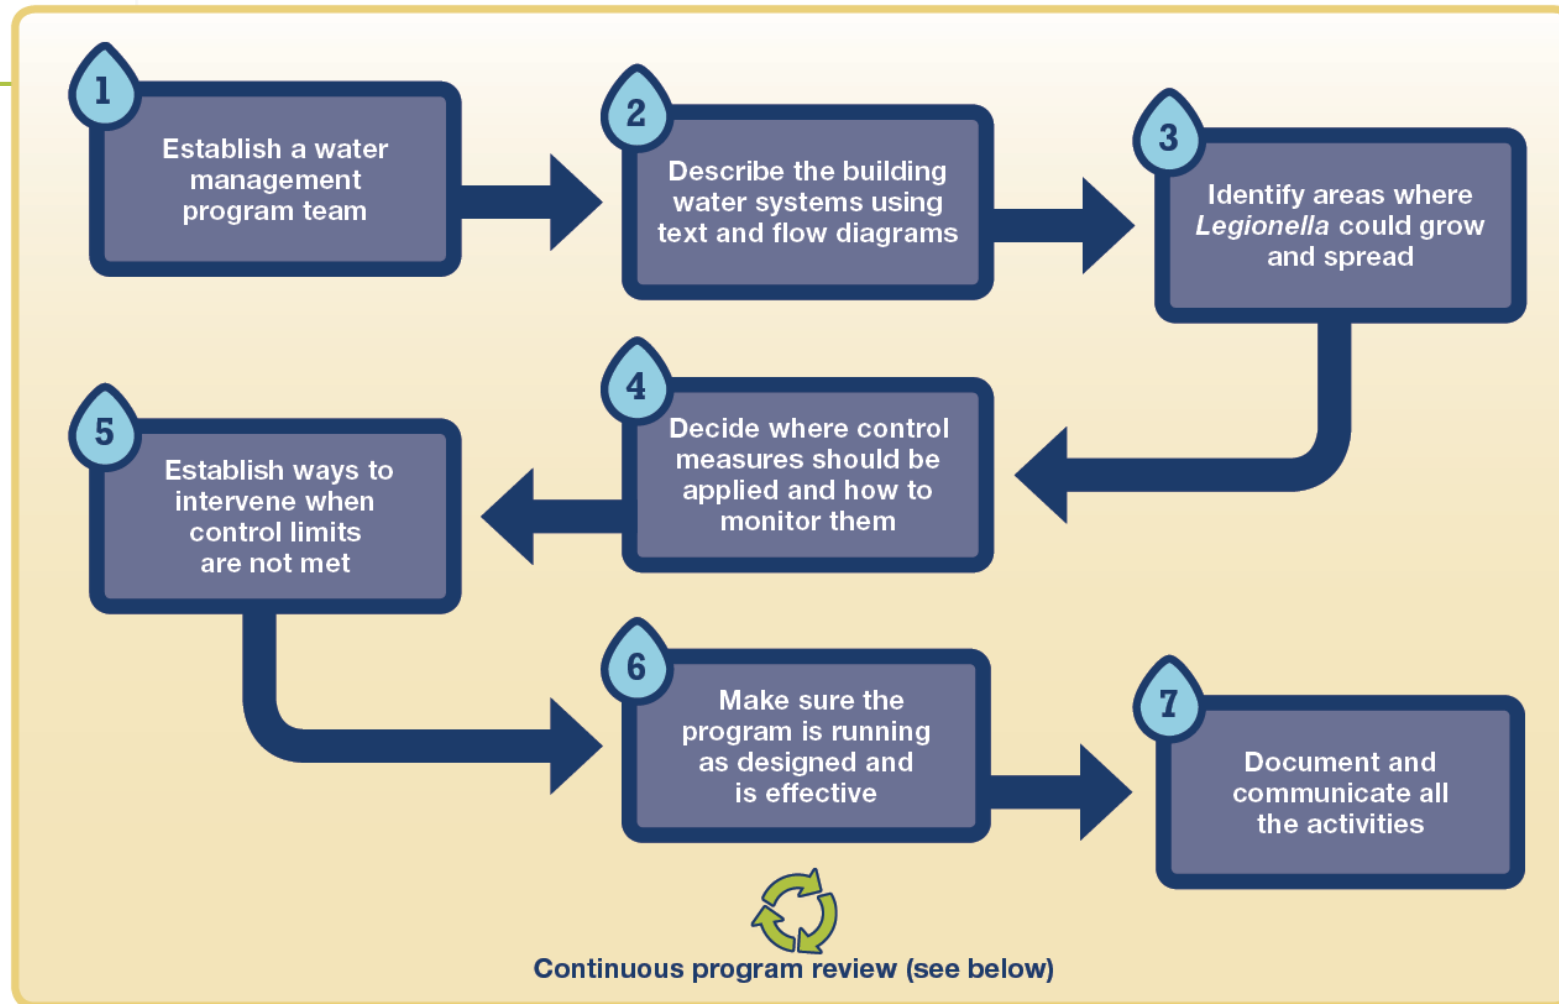 1
Establish a water
management
program team
2
Describe the building
water systems using
text and flow diagrams
3
Identify areas where
Legionella could grow
and spread
4
Decide where control
measures should be
applied and how to
monitor them
5
Establish ways to
intervene when
control limits
are not met
6
Make sure the
program is running
as designed and
is effective
7
Document and
communicate all
the activities
Continuous program review (see below)